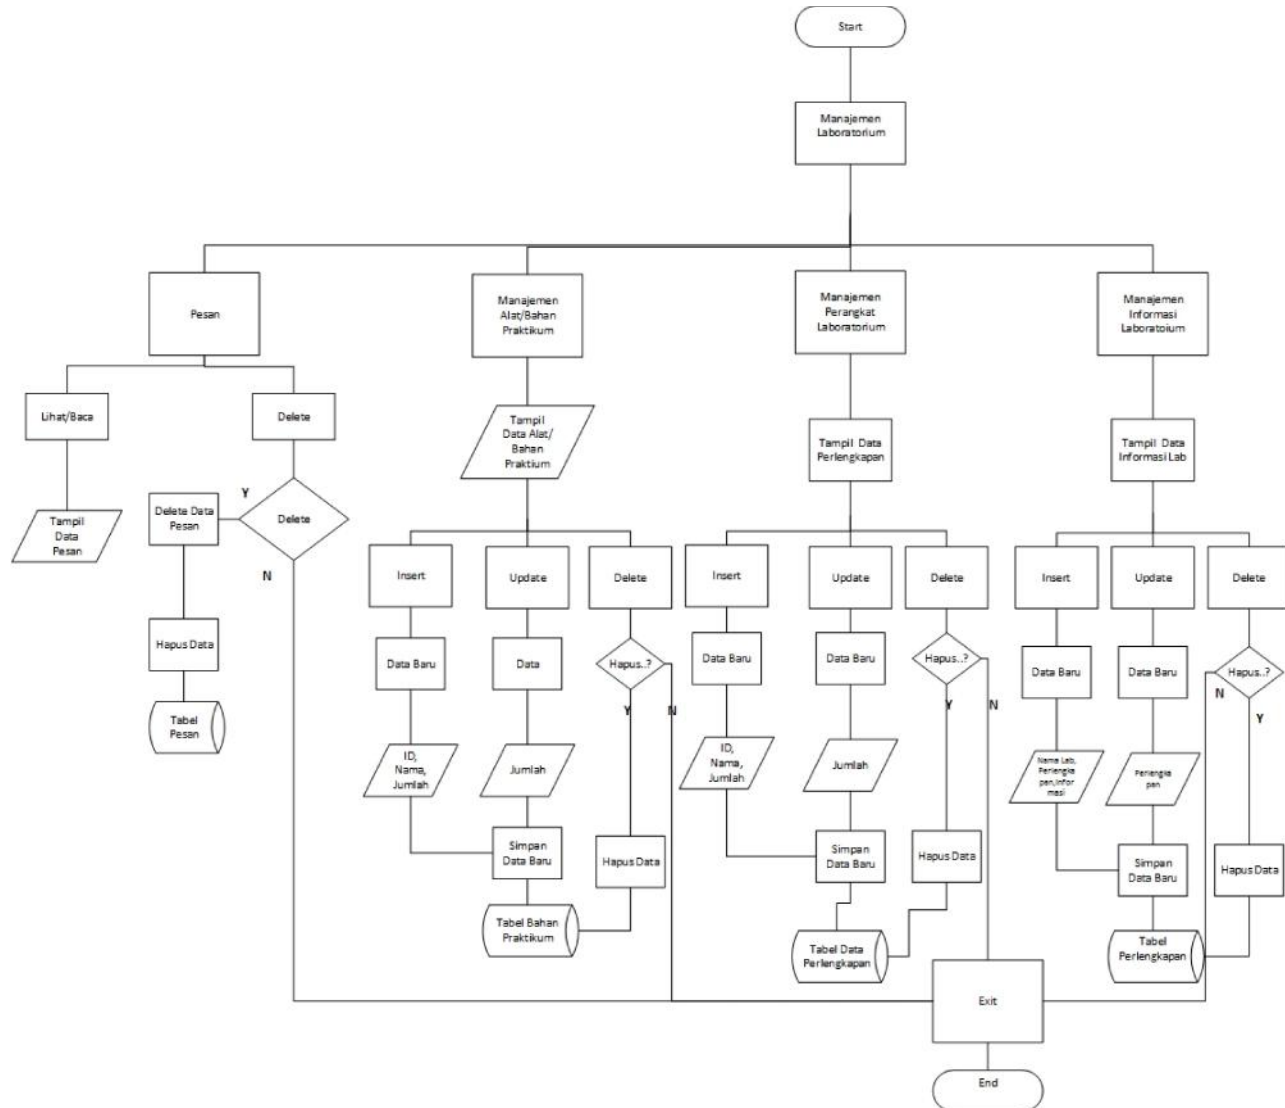 Start
Manajemen
Laboratorium
Pesan
Manajemen
Alat/Bahan
Praktikum
Manajemen
Perangkat
Laboratorium
Manajemen
Informasi
Laboratoium
Lihat/Baca
Delete
Tampil
Data Alat/
Bahan
Praktium
Tampil Data
Perlengkapan
Tampil Data
Informasi Lab
Tampil
Data
Pesan
Delete Data
Pesan
Y
Delete
N
Hapus Data
Tabel
Pesan
Insert
Update
Delete
Data Baru
Data
Hapus..?
Y
N
ID,
Nama,
Jumlah
Jumlah
Simpan
Data Baru
Hapus Data
Tabel Bahan
Praktikum
Insert
Update
Delete
Data Baru
Data Baru
Hapus..?
Y
N
ID,
Nama,
Jumlah
Jumlah
Simpan
Data Baru
Hapus Data
Tabel Data
Perlengkapan
Insert
Update
Delete
Data Baru
Data Baru
Hapus..?
N
Y
Nama Lab,
Perlengka
pan,Infor
masi
Perlengka
pan
Simpan
Data Baru
Hapus Data
Tabel
Perlengkapan
Exit
End